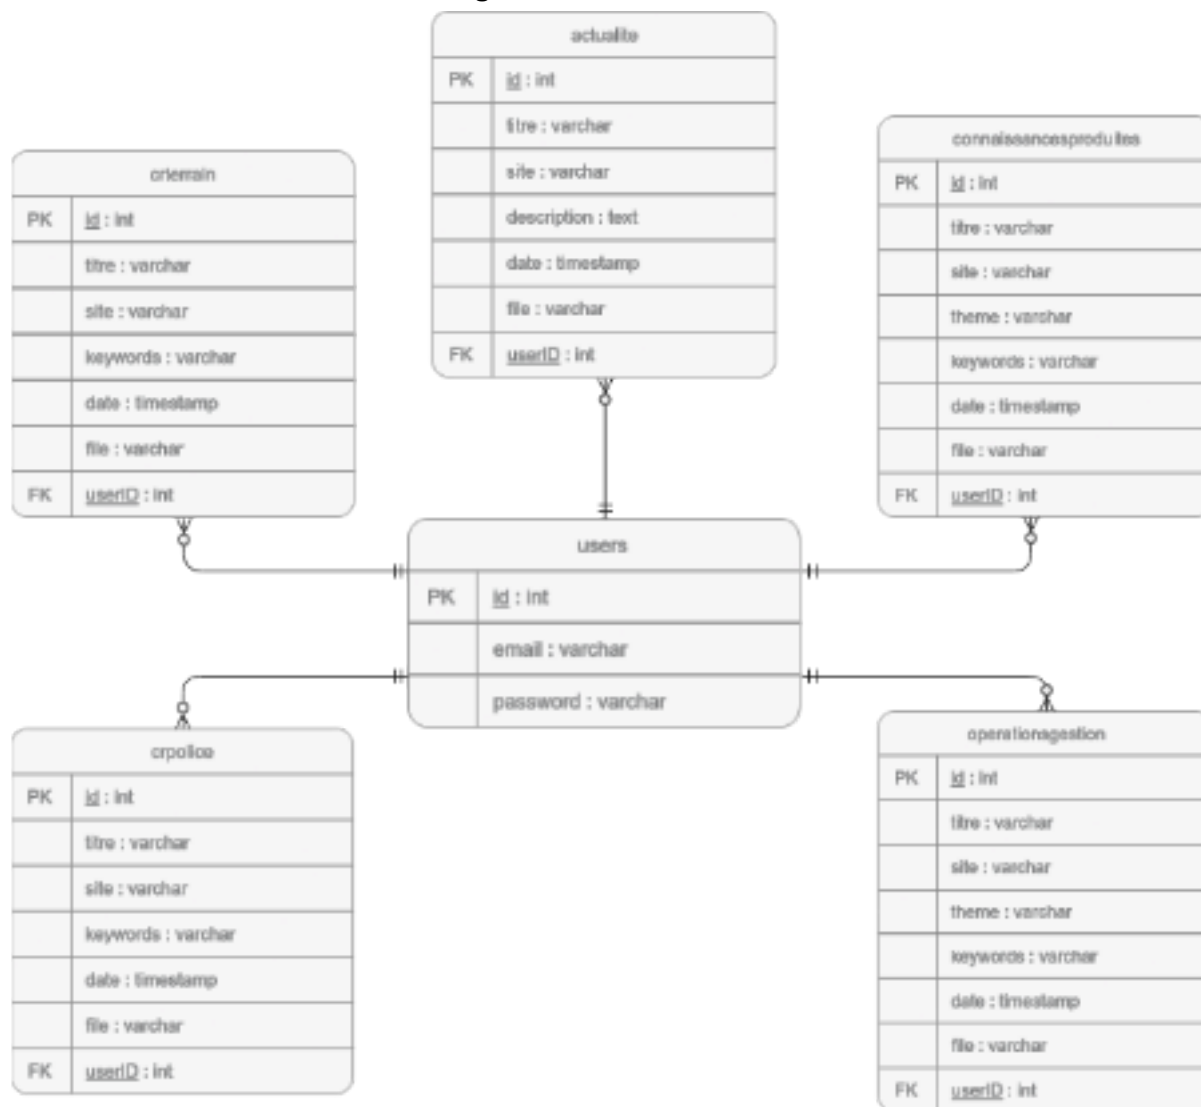 actualite
PK id : int
titre : varchar
site : varchar
description : text
date : timestamp
file : varchar
FK userID : int
crterrain
PK id : int
titre : varchar
site : varchar
keywords : varchar
date : timestamp
file : varchar
FK userID : int
connaissancesproduites
PK id : int
titre : varchar
site : varchar
theme : varchar
keywords : varchar
date : timestamp
file : varchar
FK userID : int
users
PK id : int
email : varchar
password : varchar
crpolice
PK id : int
titre : varchar
site : varchar
keywords : varchar
date : timestamp
file : varchar
FK userID : int
operationsgestion
PK id : int
titre : varchar
site : varchar
theme : varchar
keywords : varchar
date : timestamp
file : varchar
FK userID : int